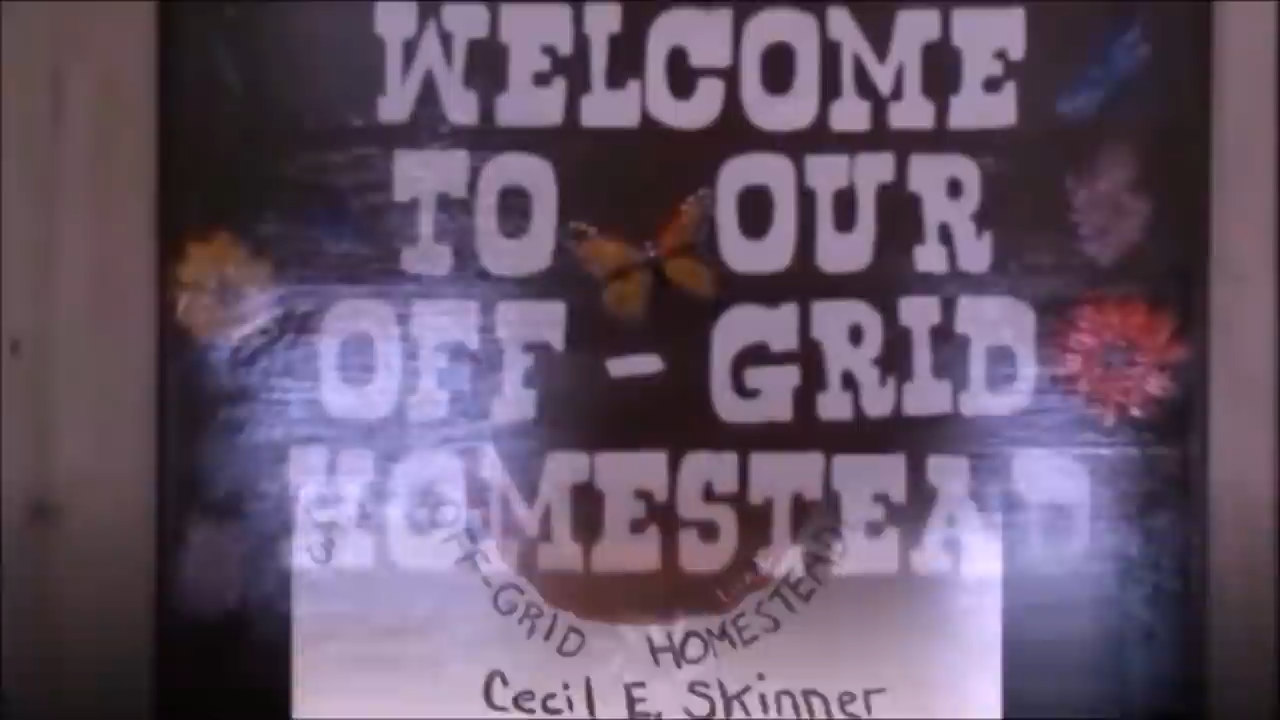 WELCOME
TO OUR
OFF - GRID
HOMESTEAD
OFF-GRID HOMESTEAD
Cecil E. Skinner